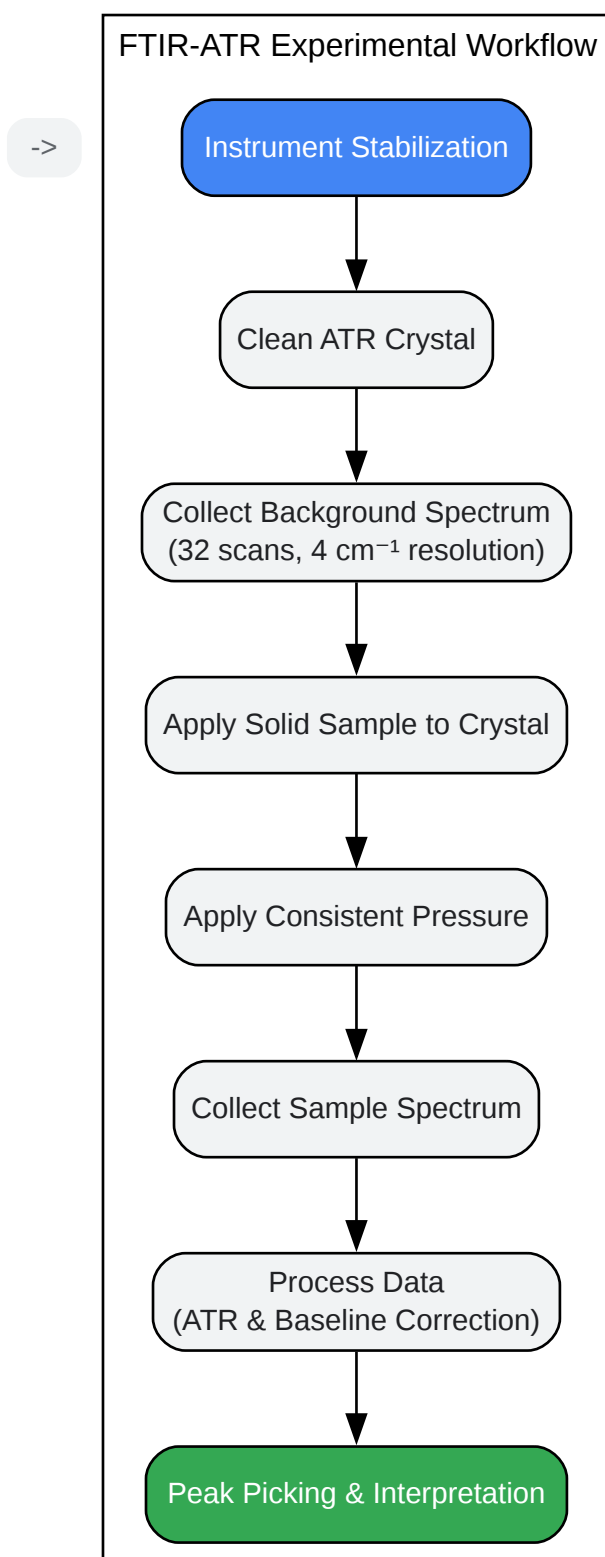 FTIR-ATR Experimental Workflow
->
Instrument Stabilization
Clean ATR Crystal
Collect Background Spectrum
(32 scans, 4 cm⁻¹ resolution)
Apply Solid Sample to Crystal
Apply Consistent Pressure
Collect Sample Spectrum
Process Data
(ATR & Baseline Correction)
Peak Picking & Interpretation